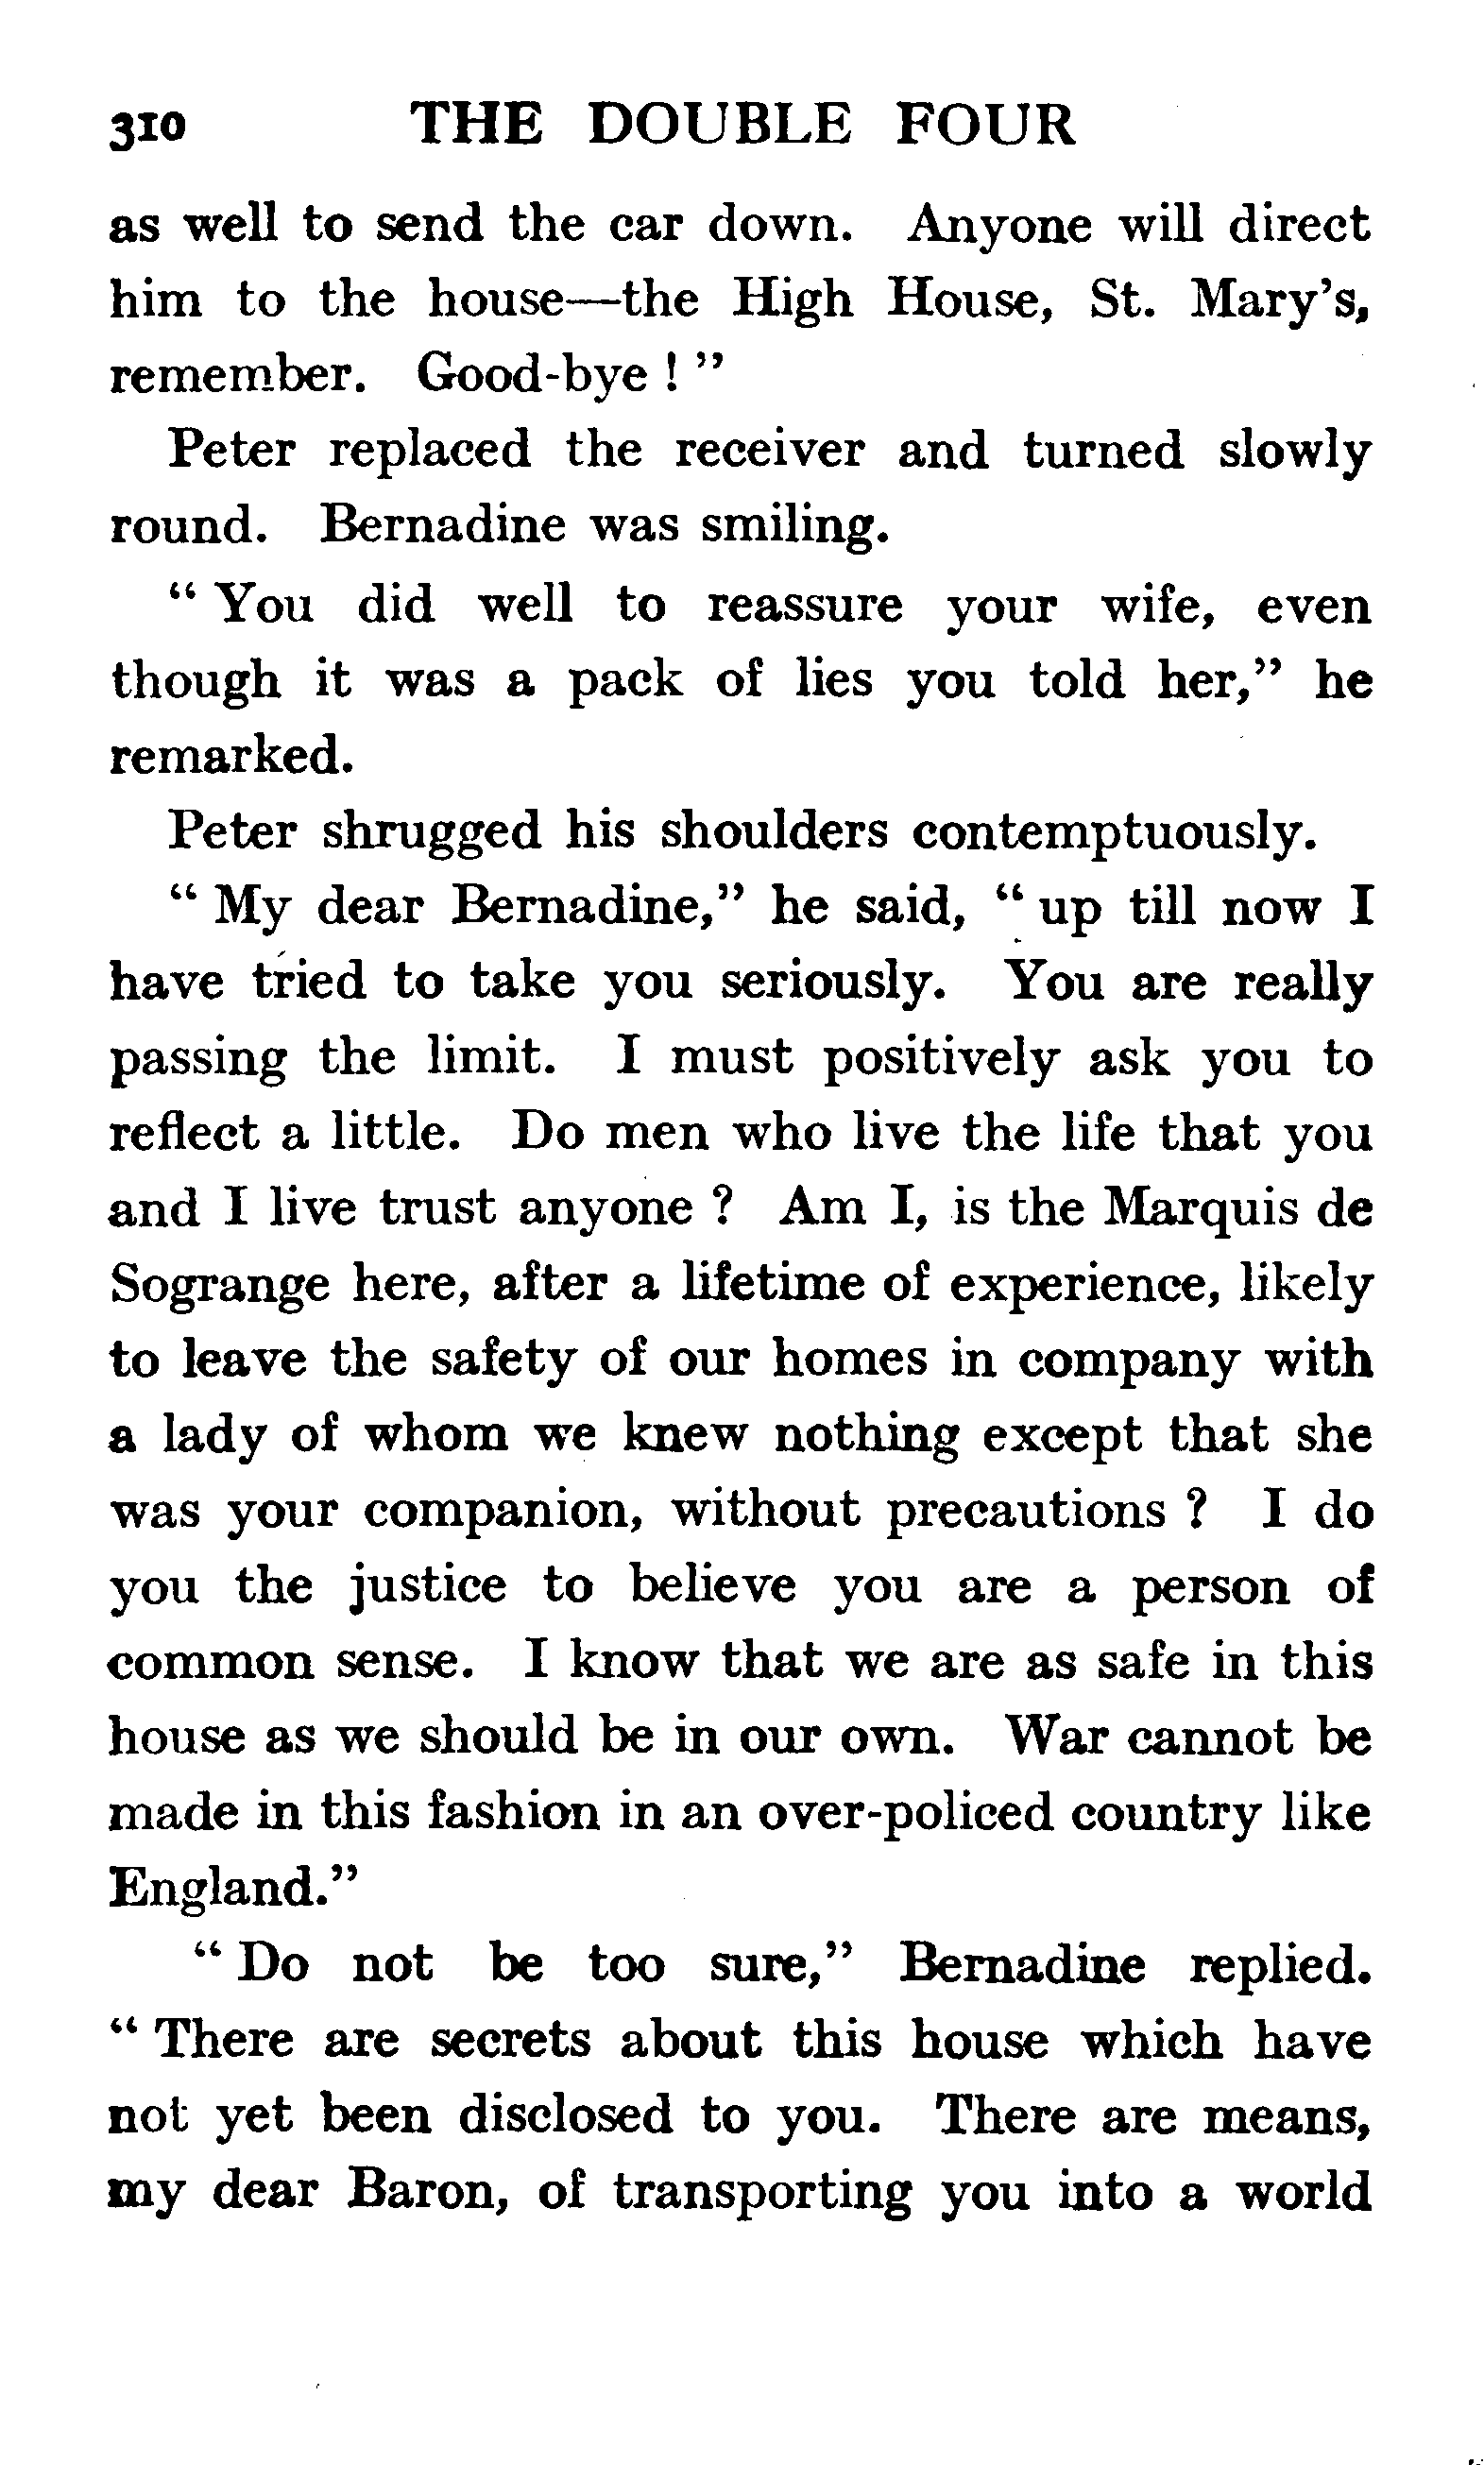 310 THE DOUBLE FOUR
as well to send the car down. Anyone will direct
him to the house—the High House, St. Mary's,
remember. Good-bye ! ”
Peter replaced the receiver and turned slowly
round. Bernadine was smiling.
“ You did well to reassure your wife, even
though it was a pack of lies you told her,” he
remarked.
Peter shrugged his shoulders contemptuously.
“ My dear Bernadine,” he said, “ up till now I
have tried to take you seriously. You are really
passing the limit. I must positively ask you to
reflect a little. Do men who live the life that you
and I live trust anyone ? Am I, is the Marquis de
Sogrange here, after a lifetime of experience, likely
to leave the safety of our homes in company with
a lady of whom we knew nothing except that she
was your companion, without precautions ? I do
you the justice to believe you are a person of
common sense. I know that we are as safe in this
house as we should be in our own. War cannot be
made in this fashion in an over-policed country like
England.”
“ Do not be too sure,” Bernadine replied.
“ There are secrets about this house which have
not yet been disclosed to you. There are means,
my dear Baron, of transporting you into a world